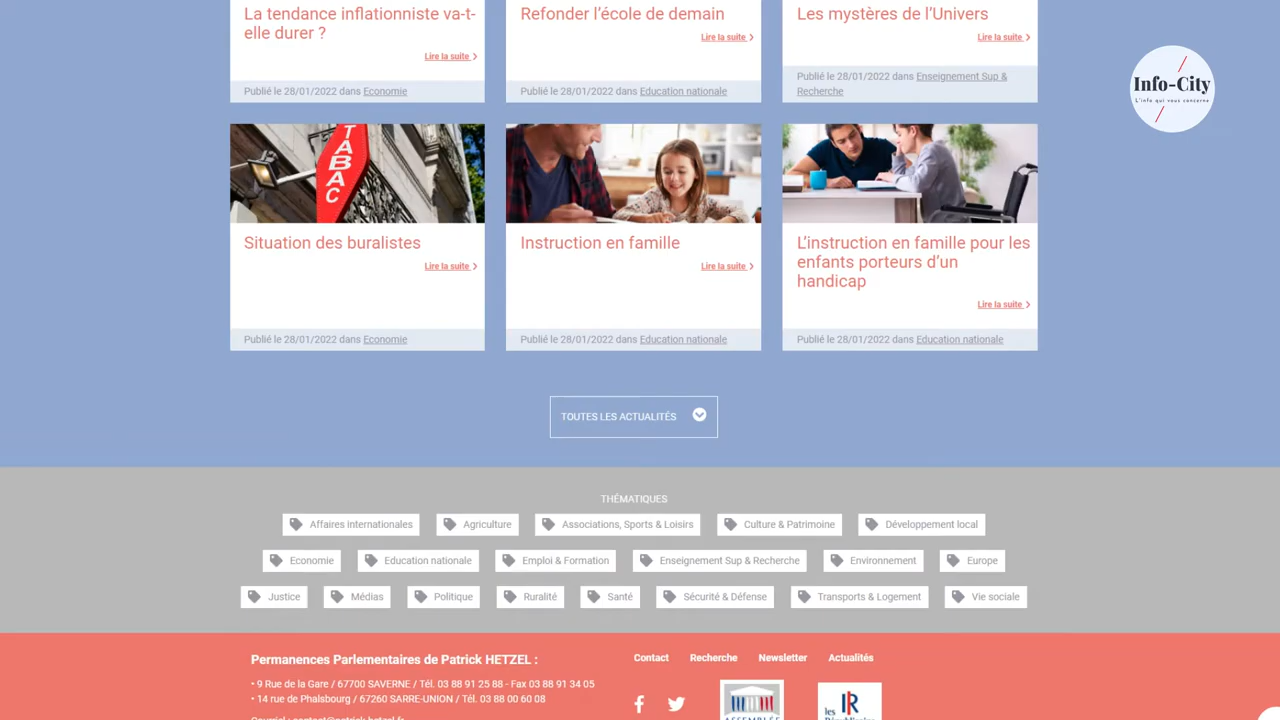 La tendance inflationniste va-t-
elle durer ?
Lire la suite
Publié le 28/01/2022 dans Economie
Refonder l'école de demain
Lire la suite
Publié le 28/01/2022 dans Education nationale
Les mystères de l'Univers
Lire la suite
Publié le 28/01/2022 dans Enseignement Sup &
Recherche
Info-City
L'info qui vous concerne
TABAC
Situation des buralistes
Lire la suite
Publié le 28/01/2022 dans Economie
Instruction en famille
Lire la suite
Publié le 28/01/2022 dans Education nationale
L'instruction en famille pour les
enfants porteurs d'un
handicap
Lire la suite
Publié le 28/01/2022 dans Education nationale
TOUTES LES ACTUALITÉS
THÉMATIQUES
Affaires internationales Agriculture Associations, Sports & Loisirs Culture & Patrimoine Développement local
Economie Education nationale Emploi & Formation Enseignement Sup & Recherche Environnement Europe
Justice Médias Politique Ruralité Santé Sécurité & Défense Transports & Logement Vie sociale
Permanences Parlementaires de Patrick HETZEL :
• 9 Rue de la Gare / 67700 SAVERNE / Tél. 03 88 91 25 88 - Fax 03 88 91 34 05
• 14 rue de Phalsbourg / 67260 SARRE-UNION / Tél. 03 88 00 60 08
Contact Recherche Newsletter Actualités
ASSEMBLÉE
les